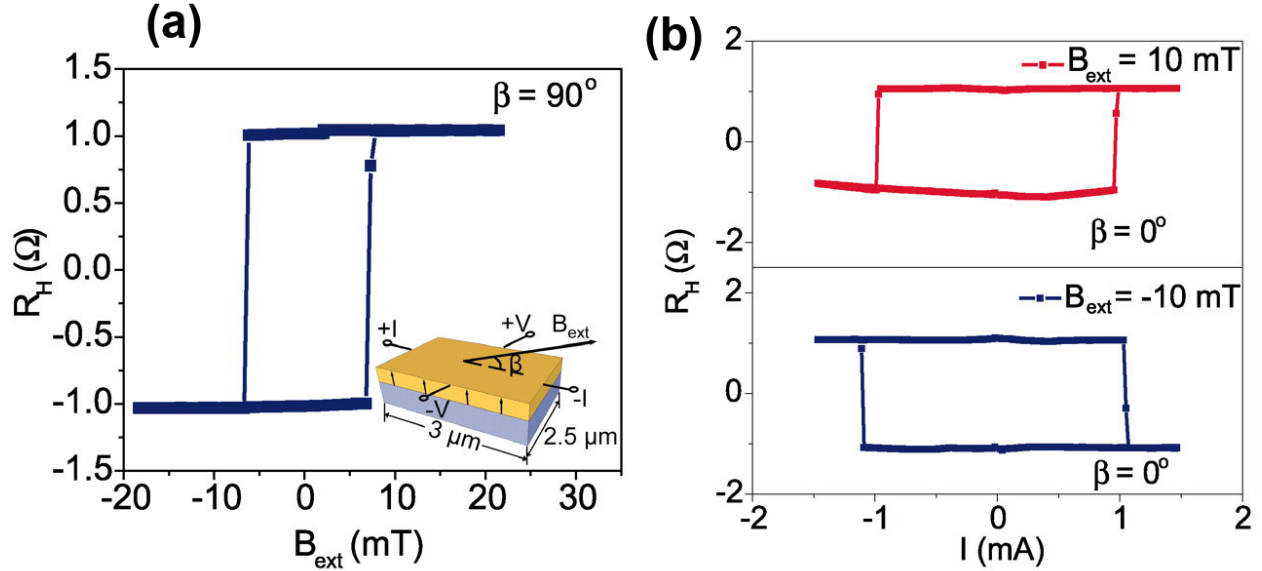 (a)
1.5
1.0
0.5
0.0
-0.5
-1.0
-1.5
R_H (Ω)
β = 90°
+I
+V
B_ext
β
-V
-I
3 μm
2.5 μm
-20 -10 0 10 20 30
B_ext (mT)
(b)
2
0
-2
2
0
-2
R_H (Ω)
B_ext = 10 mT
β = 0°
B_ext = -10 mT
β = 0°
-2 -1 0 1 2
I (mA)